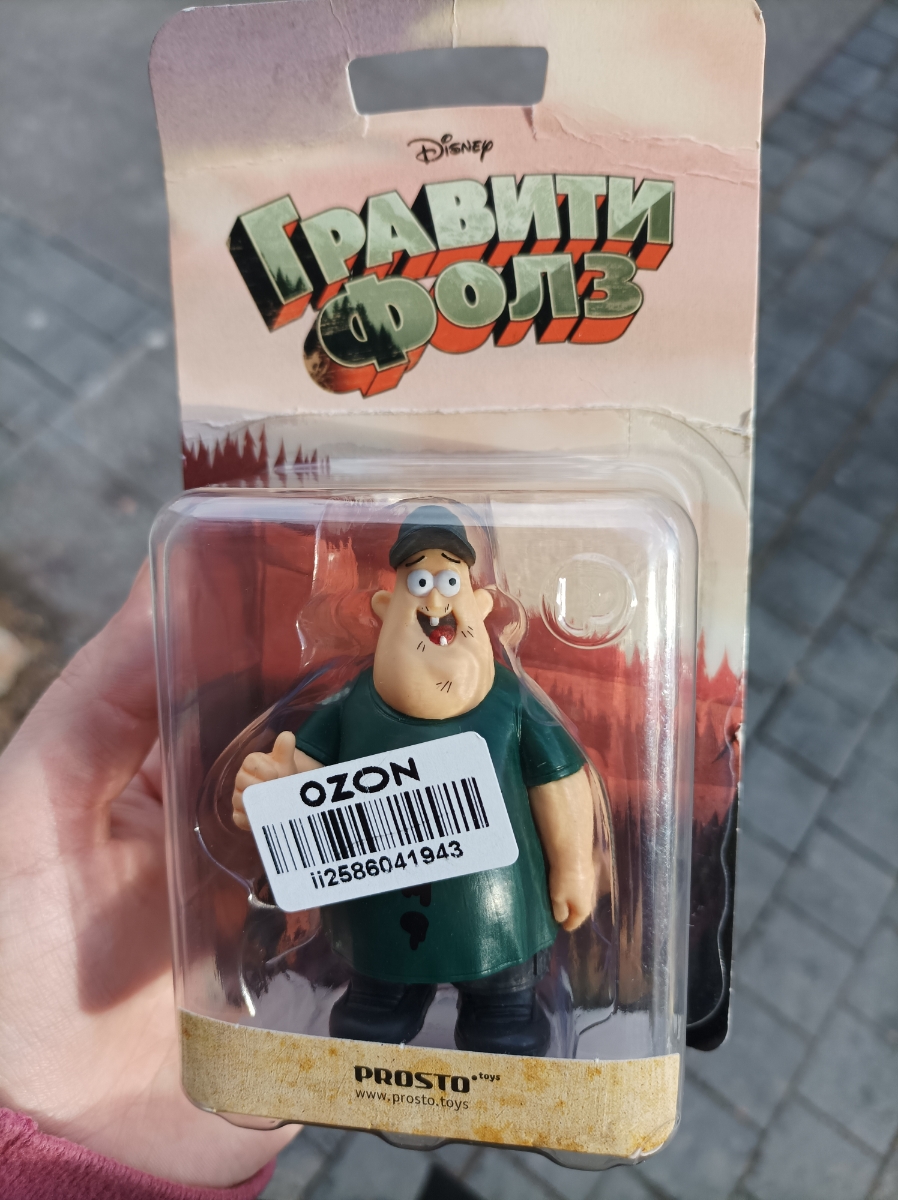 Disney
ГРАВИТИ
ФОЛЗ
OZON
ii2586041943
PROSTO toys
www.prosto.toys